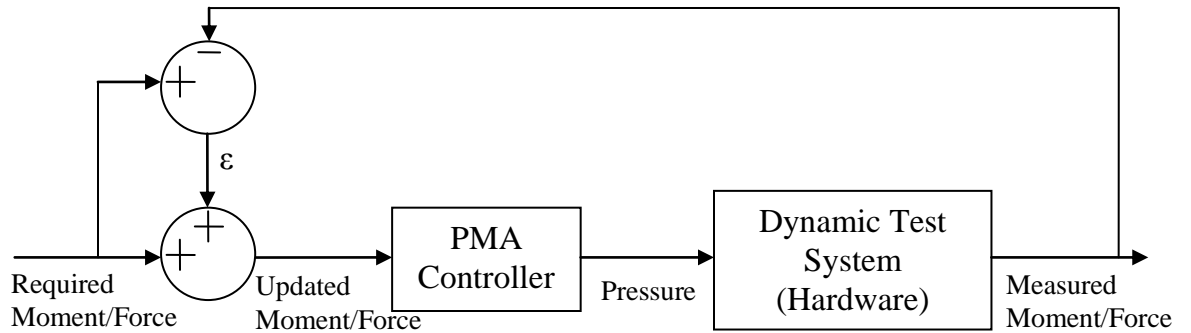 −
+
ε
+
+
Required
Moment/Force
Updated
Moment/Force
PMA
Controller
Pressure
Dynamic Test
System
(Hardware)
Measured
Moment/Force